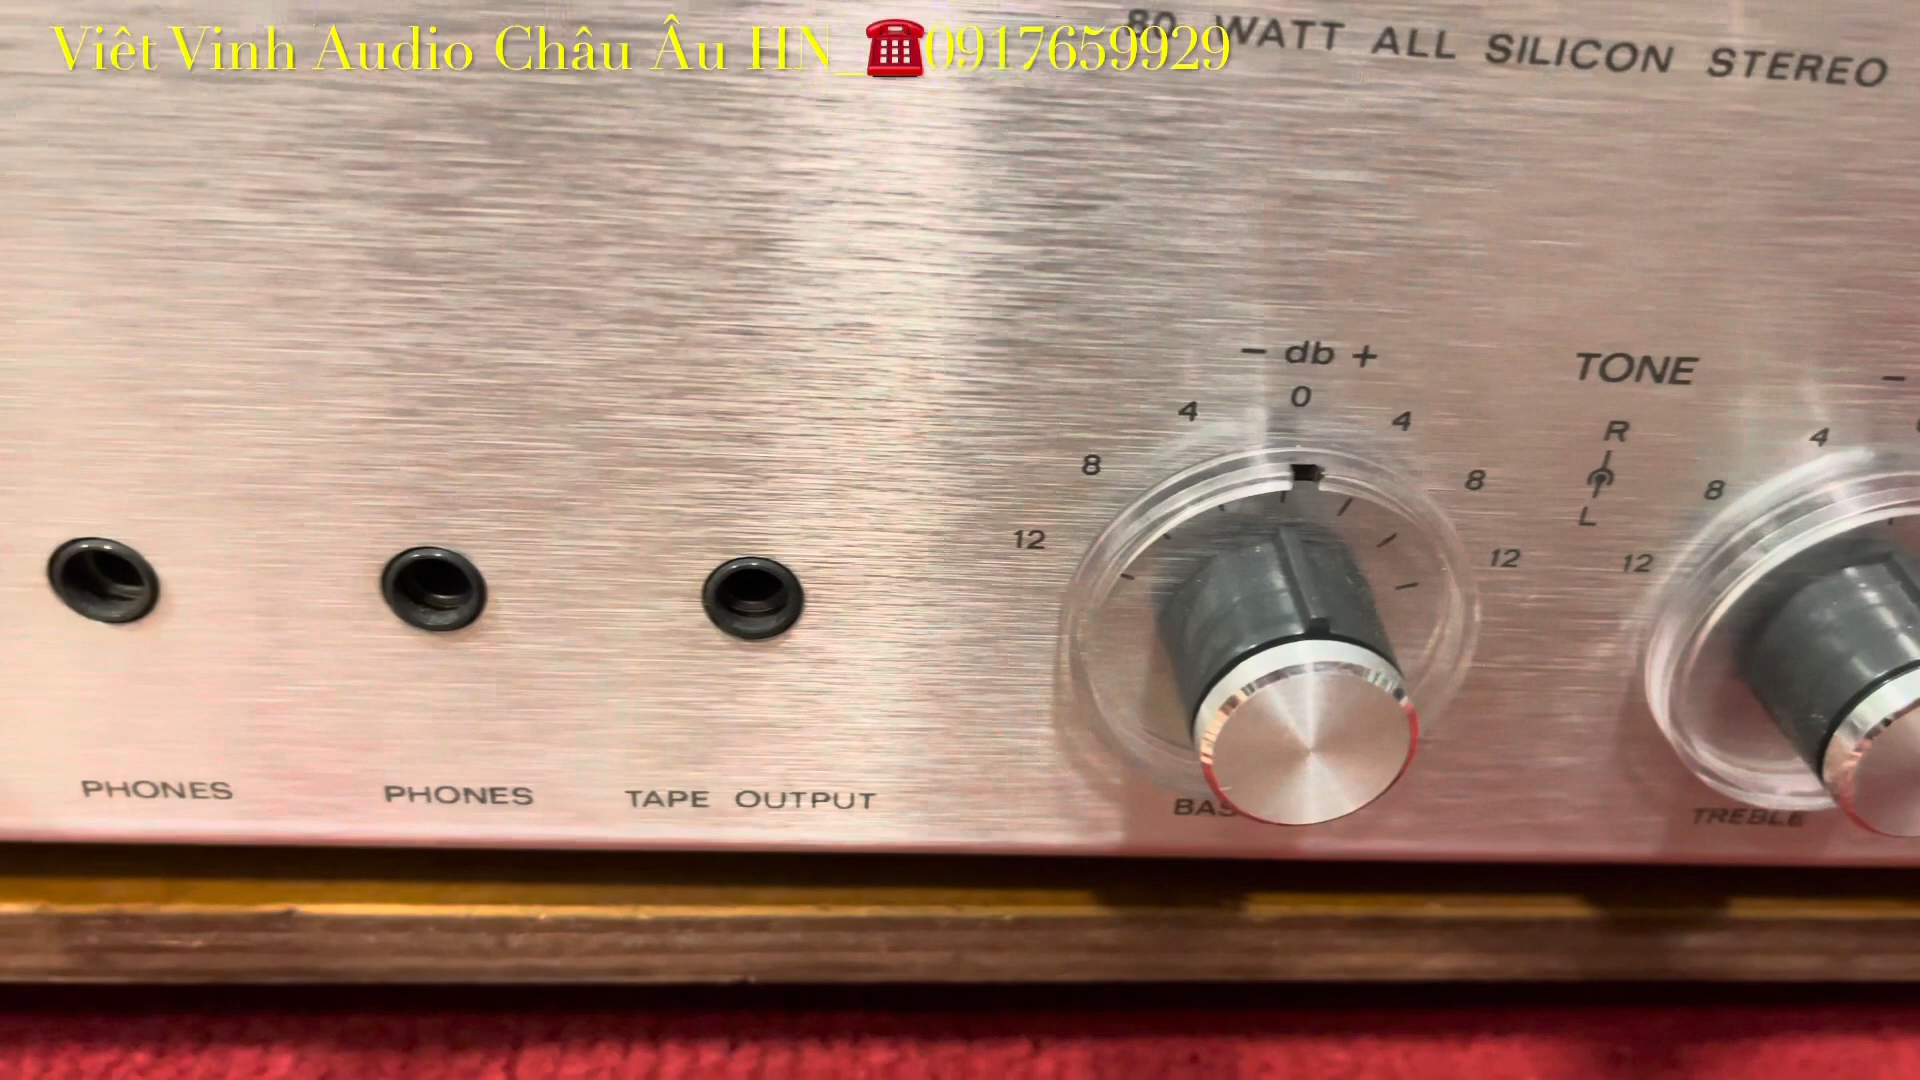 Viêt Vinh Audio Châu Âu HN_☎️0917659929
80 WATT ALL SILICON STEREO
- db +
TONE
-
4 0 4
R
4
8 8
8
12 12
L
12
PHONES
PHONES
TAPE OUTPUT
TREBLE